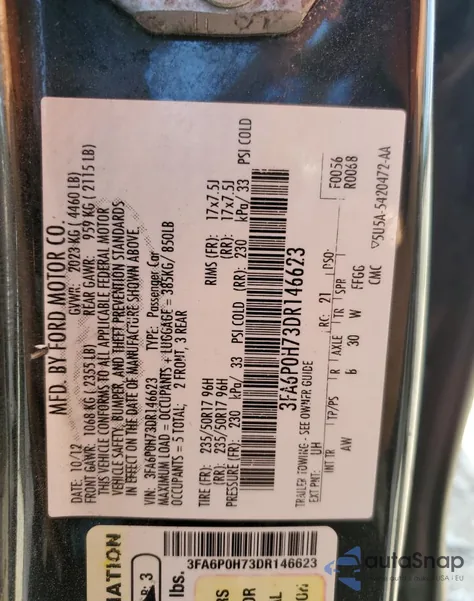 MFD. BY FORD MOTOR CO.
DATE: 10/12
GVWR: 2023 KG ( 4460 LB)
FRONT GAWR: 1068 KG ( 2355 LB)
REAR GAWR: 959 KG ( 2115 LB)
THIS VEHICLE CONFORMS TO ALL APPLICABLE FEDERAL MOTOR
VEHICLE SAFETY, BUMPER, AND THEFT PREVENTION STANDARDS
IN EFFECT ON THE DATE OF MANUFACTURE SHOWN ABOVE.
VIN: 3FA6P0H73DR146623
TYPE: Passenger Car
MAXIMUM LOAD = OCCUPANTS + LUGGAGE = 385KG/ 850LB
OCCUPANTS = 5 TOTAL; 2 FRONT, 3 REAR
TIRE (FR): 235/50R17 96H RIMS (FR): 17x7.5J
(RR): 235/50R17 96H (RR): 17x7.5J
PRESSURE (FR): 230 kPa/ 33 PSI COLD (RR): 230 kPa/ 33 PSI COLD
3FA6P0H73DR146623
F0056
R0068
TRAILER TOWING - SEE OWNER GUIDE
EXT PNT: UH RC: 21 DSO:
INT TR TP/PS R AXLE TR SPR
AW 6 30 W FFGG
CMC
5U5A-5420472-AA
3FA6P0H73DR146623
MATION
R: 3
lbs.
ERS
autoSnap